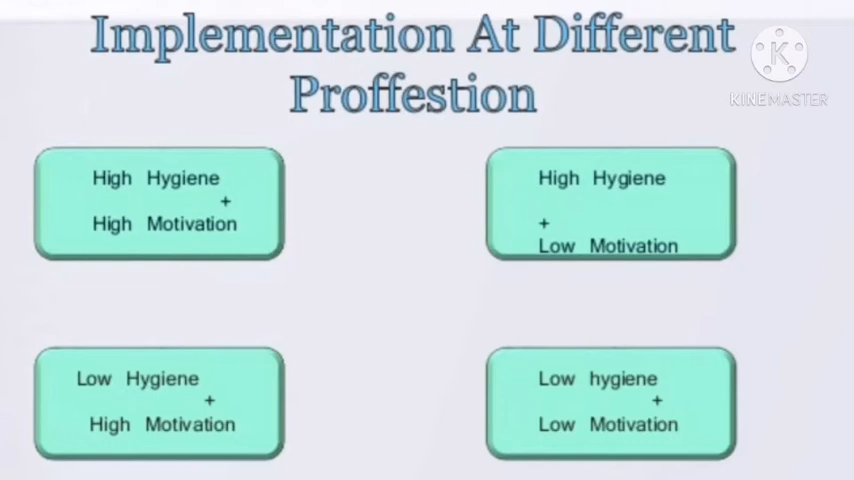 Implementation At Different
Proffestion
K
KINEMASTER
High Hygiene
+
High Motivation
High Hygiene
+
Low Motivation
Low Hygiene
+
High Motivation
Low hygiene
+
Low Motivation